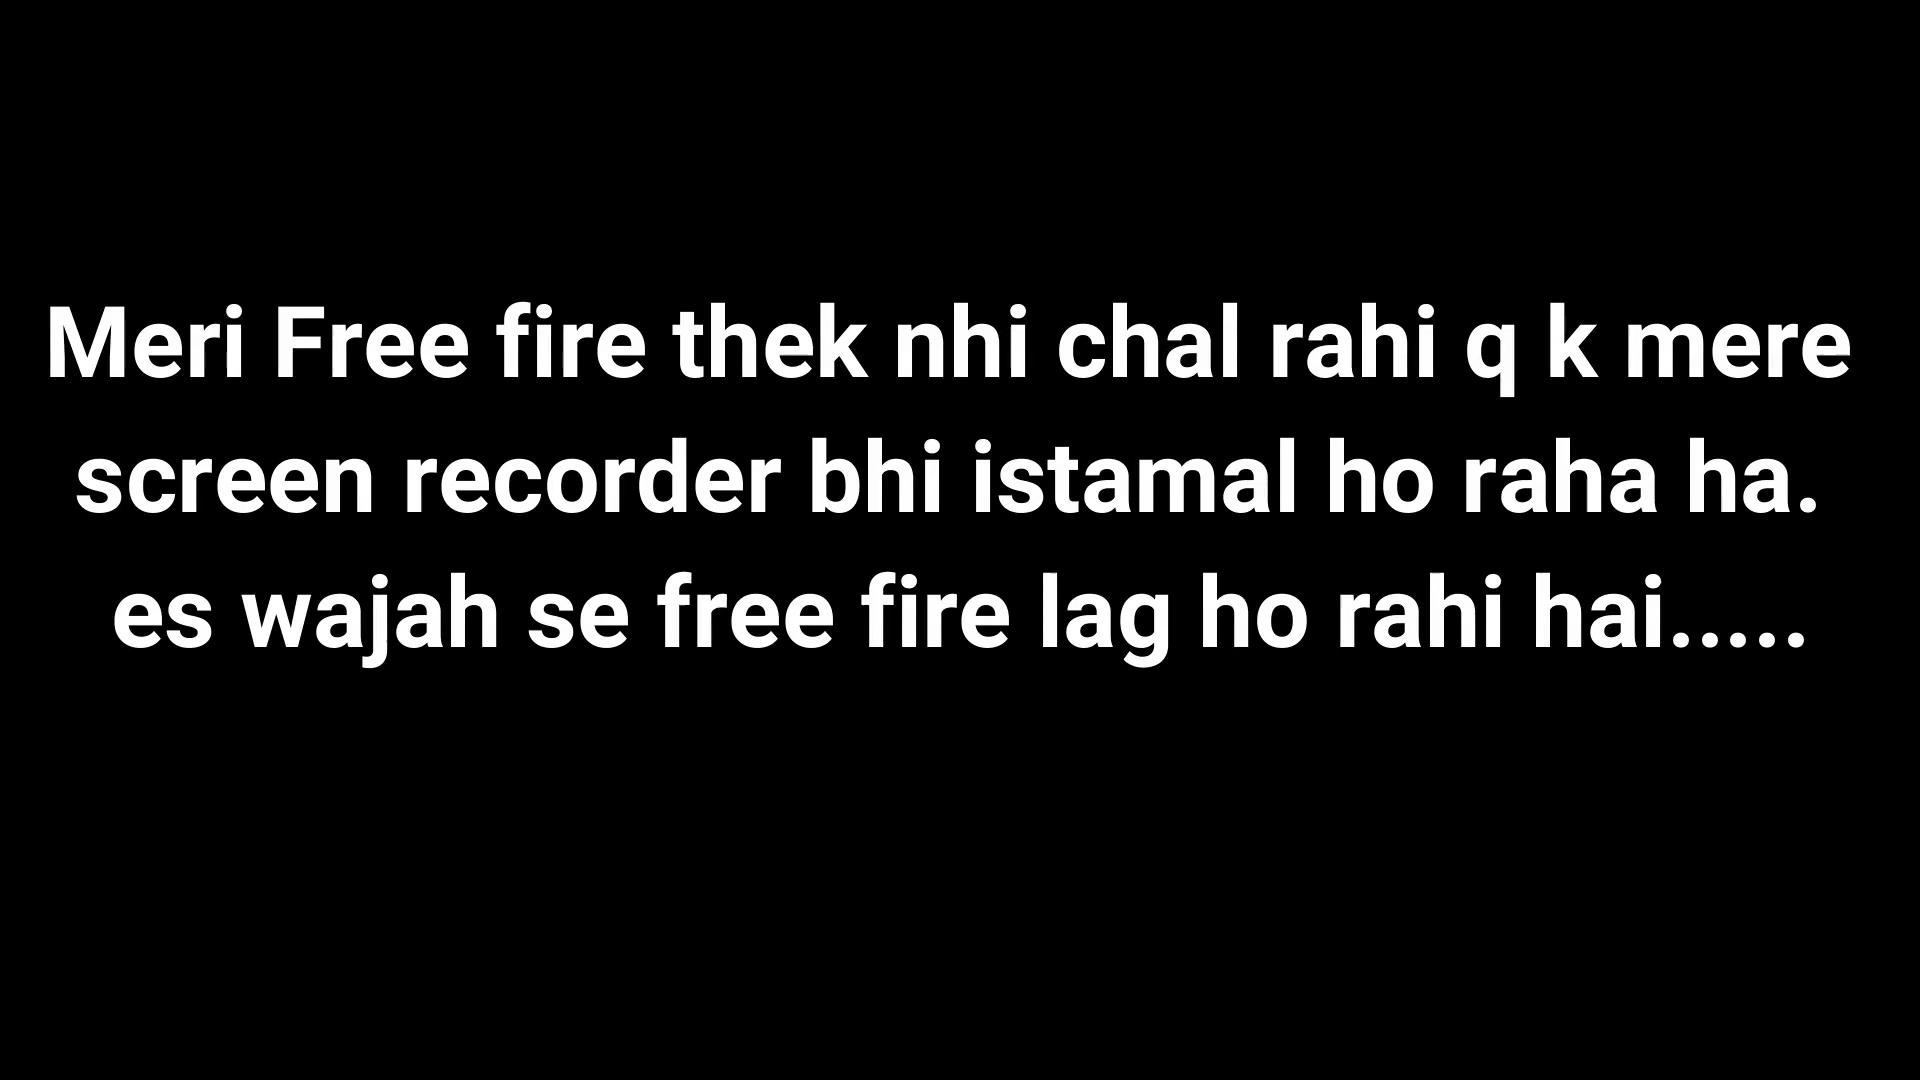 Meri Free fire thek nhi chal rahi q k mere
screen recorder bhi istamal ho raha ha.
es wajah se free fire lag ho rahi hai.....